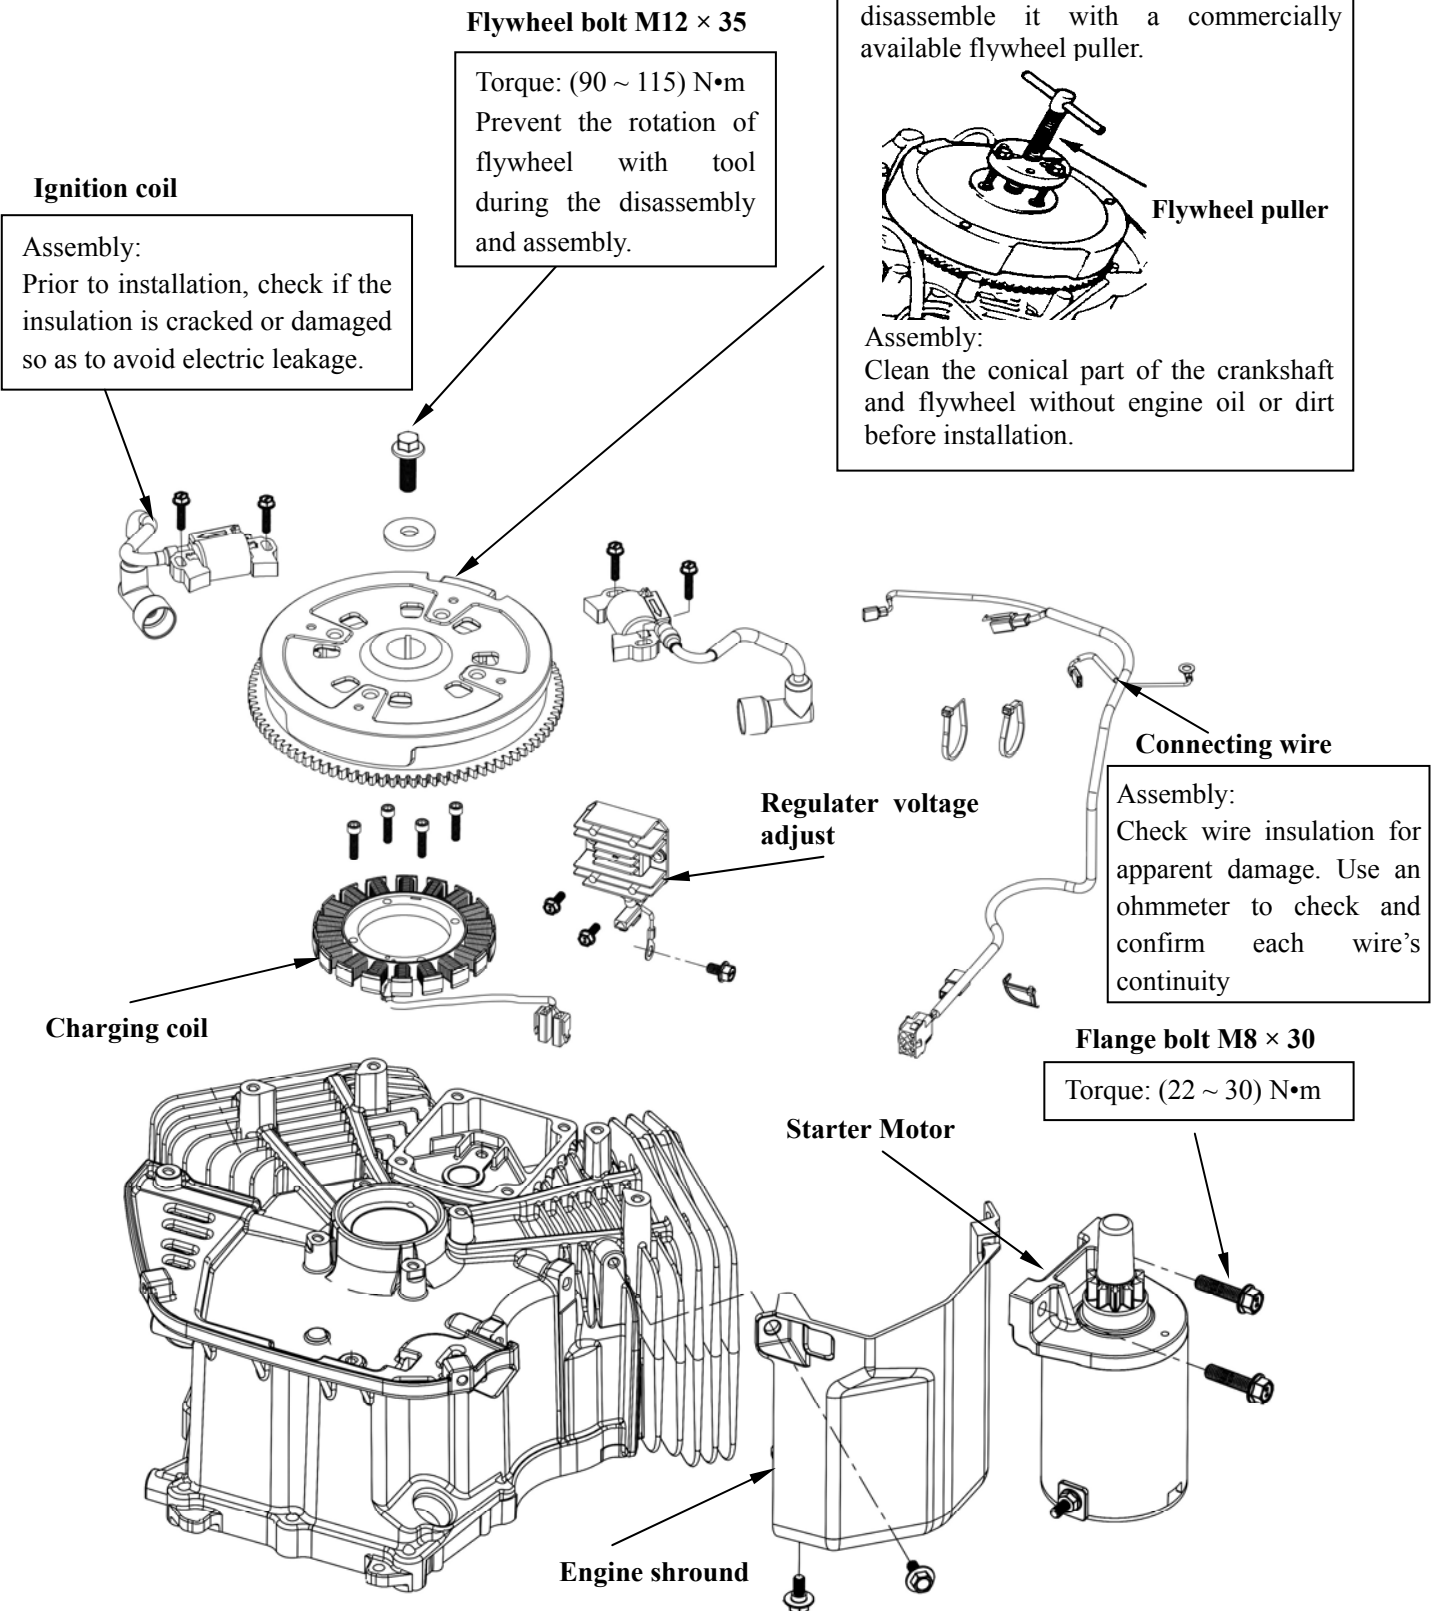 Flywheel bolt M12 × 35
Torque: (90 ~ 115) N•m
Prevent the rotation of
flywheel with tool
during the disassembly
and assembly.
disassemble it with a commercially
available flywheel puller.
Flywheel puller
Assembly:
Clean the conical part of the crankshaft
and flywheel without engine oil or dirt
before installation.
Ignition coil
Assembly:
Prior to installation, check if the
insulation is cracked or damaged
so as to avoid electric leakage.
Connecting wire
Assembly:
Check wire insulation for
apparent damage. Use an
ohmmeter to check and
confirm each wire’s
continuity
Regulater voltage
adjust
Charging coil
Flange bolt M8 × 30
Torque: (22 ~ 30) N•m
Starter Motor
Engine shround